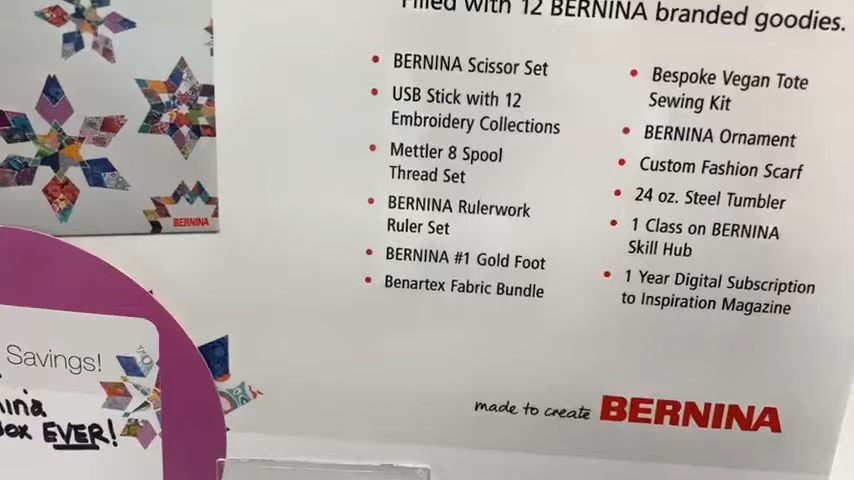 Filled with 12 BERNINA branded goodies.
• BERNINA Scissor Set
• USB Stick with 12
Embroidery Collections
• Mettler 8 Spool
Thread Set
• BERNINA Rulerwork
Ruler Set
• BERNINA #1 Gold Foot
• Benartex Fabric Bundle
• Bespoke Vegan Tote
Sewing Kit
• BERNINA Ornament
• Custom Fashion Scarf
• 24 oz. Steel Tumbler
• 1 Class on BERNINA
Skill Hub
• 1 Year Digital Subscription
to Inspiration Magazine
BERNINA
Savings!
nina
Box EVER!
made to create BERNINA